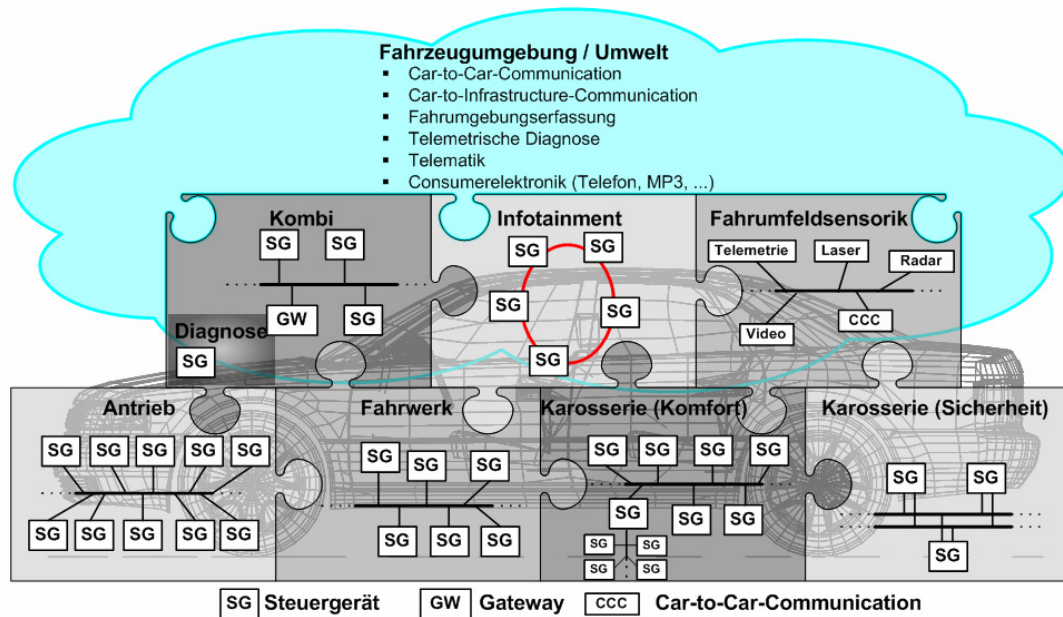 Fahrzeugumgebung / Umwelt
▪ Car-to-Car-Communication
▪ Car-to-Infrastructure-Communication
▪ Fahrumgebungserfassung
▪ Telemetrische Diagnose
▪ Telematik
▪ Consumerelektronik (Telefon, MP3, ...)
Kombi
SG SG
GW SG
Diagnose
SG
Infotainment
SG SG
SG SG
SG
Fahrumfeldsensorik
Telemetrie Laser Radar
Video CCC
Antrieb
SG SG SG SG SG
SG SG SG SG SG
Fahrwerk
SG SG SG
SG SG SG
Karosserie (Komfort)
SG SG SG SG
SG SG SG
SG SG
SG SG
Karosserie (Sicherheit)
SG SG
SG
SG Steuergerät GW Gateway CCC Car-to-Car-Communication